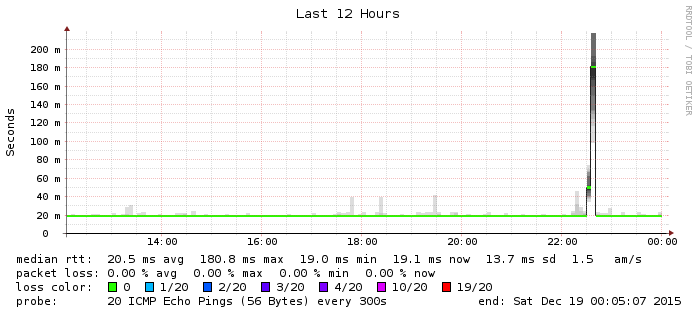 Last 12 Hours
RRDTOOL / TOBI OETIKER
Seconds
200 m
180 m
160 m
140 m
120 m
100 m
80 m
60 m
40 m
20 m
0
14:00 16:00 18:00 20:00 22:00 00:00
median rtt: 20.5 ms avg 180.8 ms max 19.0 ms min 19.1 ms now 13.7 ms sd 1.5 am/s
packet loss: 0.00 % avg 0.00 % max 0.00 % min 0.00 % now
loss color: 0 1/20 2/20 3/20 4/20 10/20 19/20
probe: 20 ICMP Echo Pings (56 Bytes) every 300s end: Sat Dec 19 00:05:07 2015